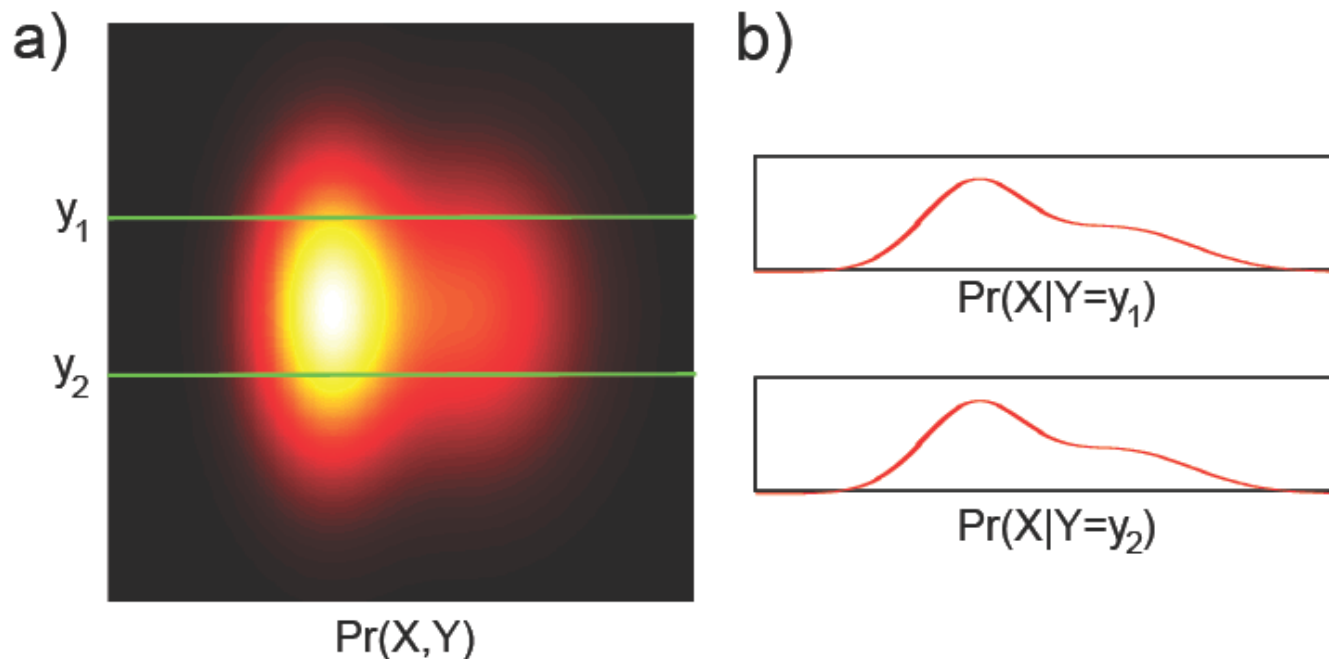 a)
y₁
y₂
Pr(X,Y)
b)
Pr(X|Y=y₁)
Pr(X|Y=y₂)